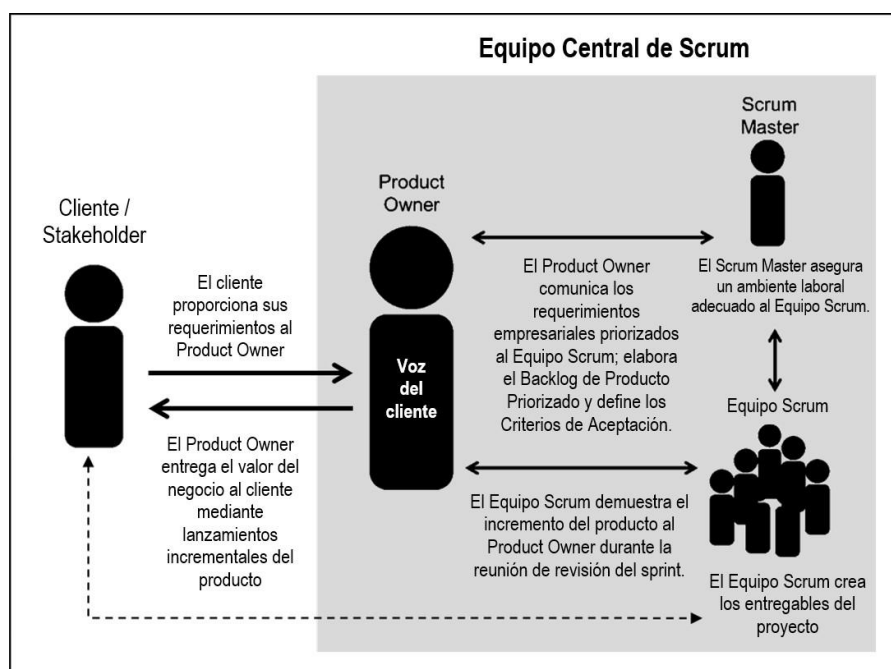 Equipo Central de Scrum
Cliente /
Stakeholder
El cliente
proporciona sus
requerimientos al
Product Owner
El Product Owner
entrega el valor del
negocio al cliente
mediante
lanzamientos
incrementales del
producto
Product
Owner
Voz
del
cliente
El Product Owner
comunica los
requerimientos
empresariales priorizados
al Equipo Scrum; elabora
el Backlog de Producto
Priorizado y define los
Criterios de Aceptación.
El Equipo Scrum demuestra el
incremento del producto al
Product Owner durante la
reunión de revisión del sprint.
Scrum
Master
El Scrum Master asegura
un ambiente laboral
adecuado al Equipo Scrum.
Equipo Scrum
El Equipo Scrum crea
los entregables del
proyecto